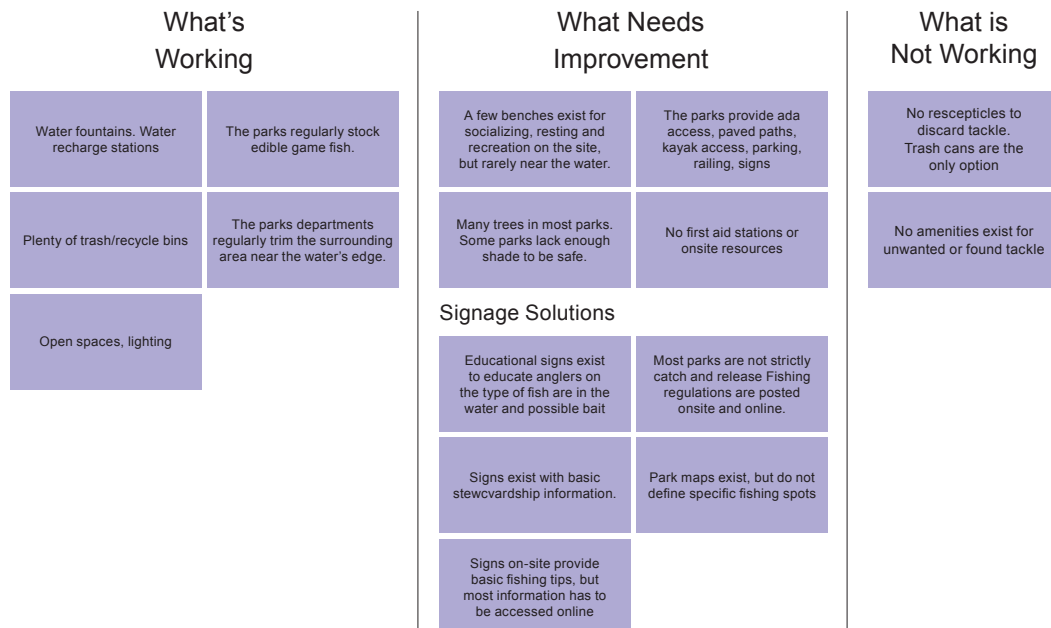 What's
Working
Water fountains. Water
recharge stations
The parks regularly stock
edible game fish.
Plenty of trash/recycle bins
The parks departments
regularly trim the surrounding
area near the water's edge.
Open spaces, lighting
What Needs
Improvement
A few benches exist for
socializing, resting and
recreation on the site,
but rarely near the water.
The parks provide ada
access, paved paths,
kayak access, parking,
railing, signs
Many trees in most parks.
Some parks lack enough
shade to be safe.
No first aid stations or
onsite resources
Signage Solutions
Educational signs exist
to educate anglers on
the type of fish are in the
water and possible bait
Most parks are not strictly
catch and release Fishing
regulations are posted
onsite and online.
Signs exist with basic
stewcvardship information.
Park maps exist, but do not
define specific fishing spots
Signs on-site provide
basic fishing tips, but
most information has to
be accessed online
What is
Not Working
No rescepticles to
discard tackle.
Trash cans are the
only option
No amenities exist for
unwanted or found tackle